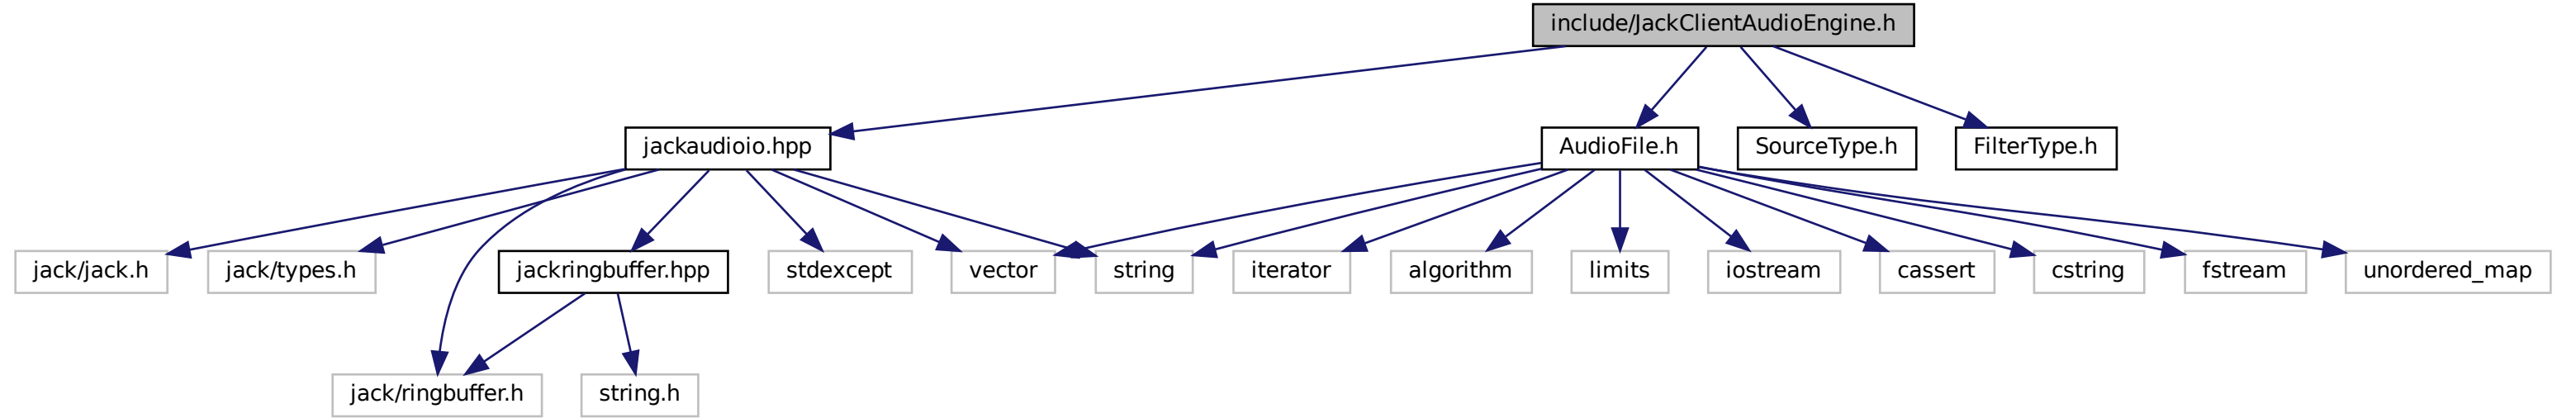 include/JackClientAudioEngine.h
jackaudioio.hpp
AudioFile.h
SourceType.h
FilterType.h
jack/jack.h
jack/types.h
jackringbuffer.hpp
stdexcept
vector
string
iterator
algorithm
limits
iostream
cassert
cstring
fstream
unordered_map
jack/ringbuffer.h
string.h